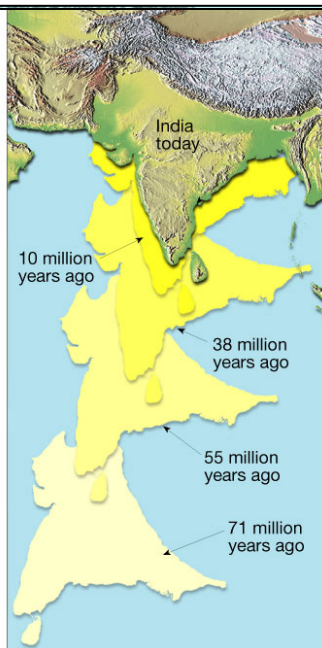 India
today
10 million
years ago
38 million
years ago
55 million
years ago
71 million
years ago